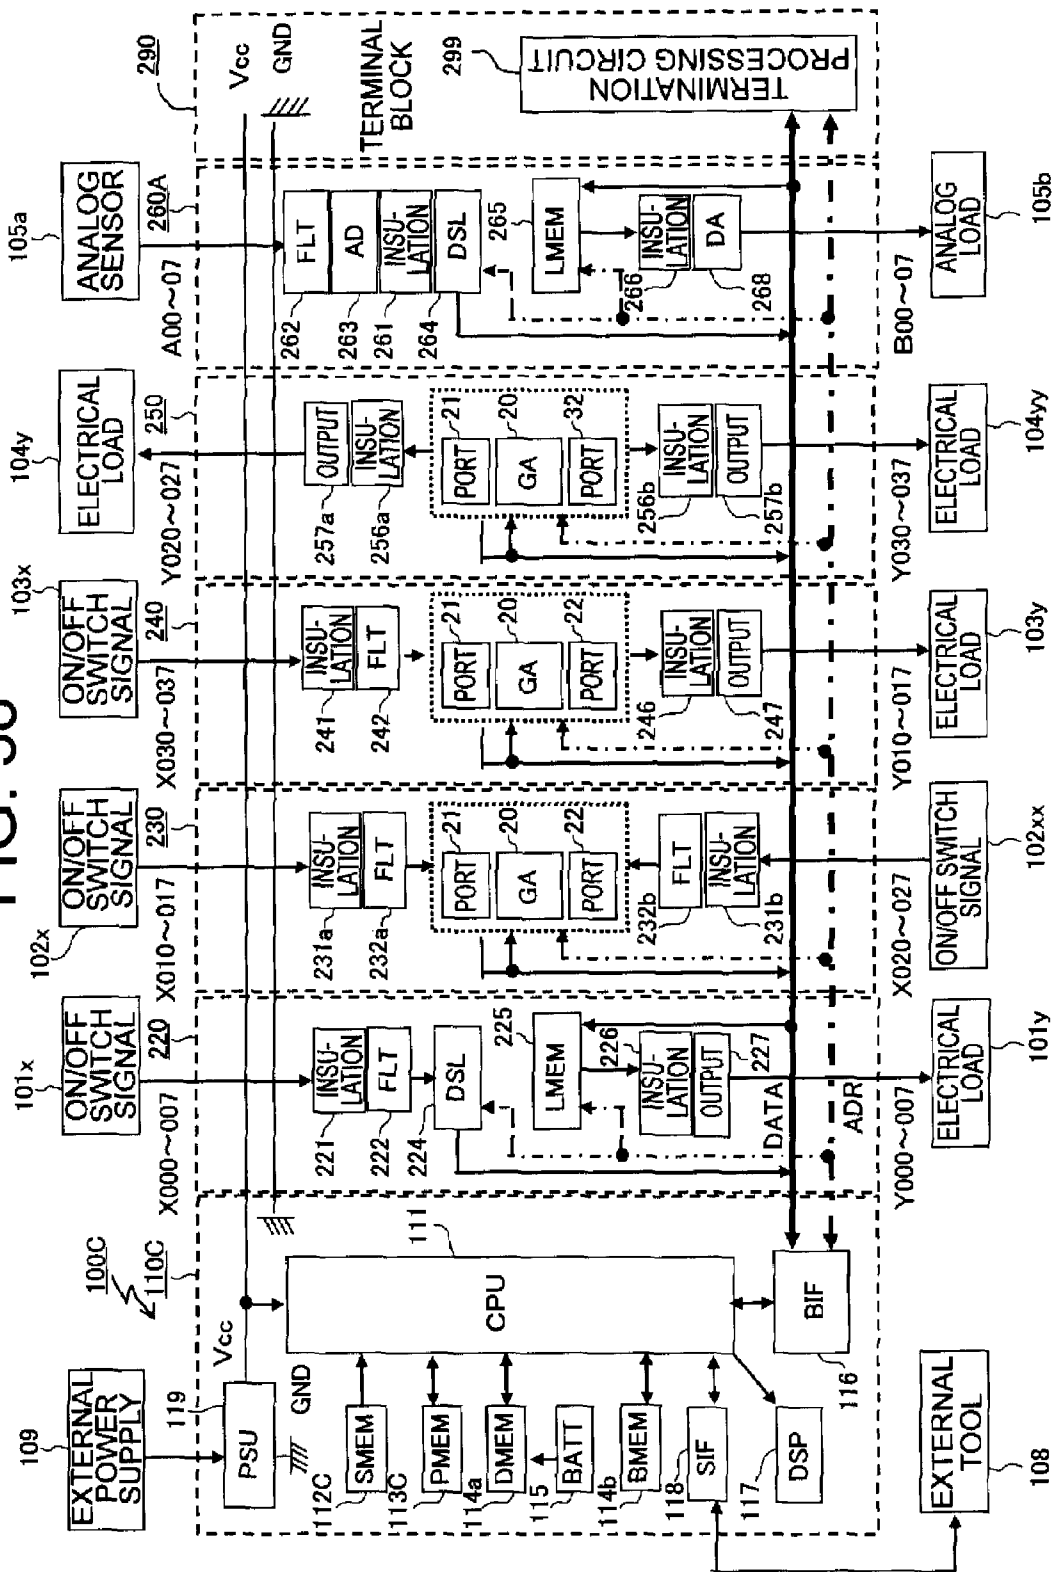 100C
110C
109
EXTERNAL
POWER
SUPPLY
119
PSU
Vcc
GND
SMEM
112C
PMEM
113C
DMEM
114a
BATT
115
BMEM
114b
SIF
118
DSP
117
CPU
111
BIF
116
EXTERNAL
TOOL
108
101x
ON/OFF
SWITCH
SIGNAL
X000~007
220
INSU-
LATION
221
FLT
222
DSL
224
LMEM
225
INSU-
LATION
226
OUTPUT
227
DATA
ADR
Y000~007
ELECTRICAL
LOAD
101y
102x
ON/OFF
SWITCH
SIGNAL
X010~017
230
INSU-
LATION
231a
FLT
232a
PORT
21
GA
20
PORT
22
FLT
232b
INSU-
LATION
231b
X020~027
ON/OFF SWITCH
SIGNAL
102xx
103x
ON/OFF
SWITCH
SIGNAL
X030~037
240
INSU-
LATION
241
FLT
242
PORT
21
GA
20
PORT
22
INSU-
LATION
246
OUTPUT
247
Y010~017
ELECTRICAL
LOAD
103y
104y
ELECTRICAL
LOAD
Y020~027
250
OUTPUT
257a
INSU-
LATION
256a
PORT
21
GA
20
PORT
32
INSU-
LATION
256b
OUTPUT
257b
Y030~037
ELECTRICAL
LOAD
104yy
105a
ANALOG
SENSOR
A00~07
260A
FLT
262
AD
263
INSU-
LATION
261
DSL
264
LMEM
265
INSU-
LATION
266
DA
268
B00~07
ANALOG
LOAD
105b
290
Vcc
GND
TERMINAL
BLOCK
299
TERMINATION
PROCESSING CIRCUIT